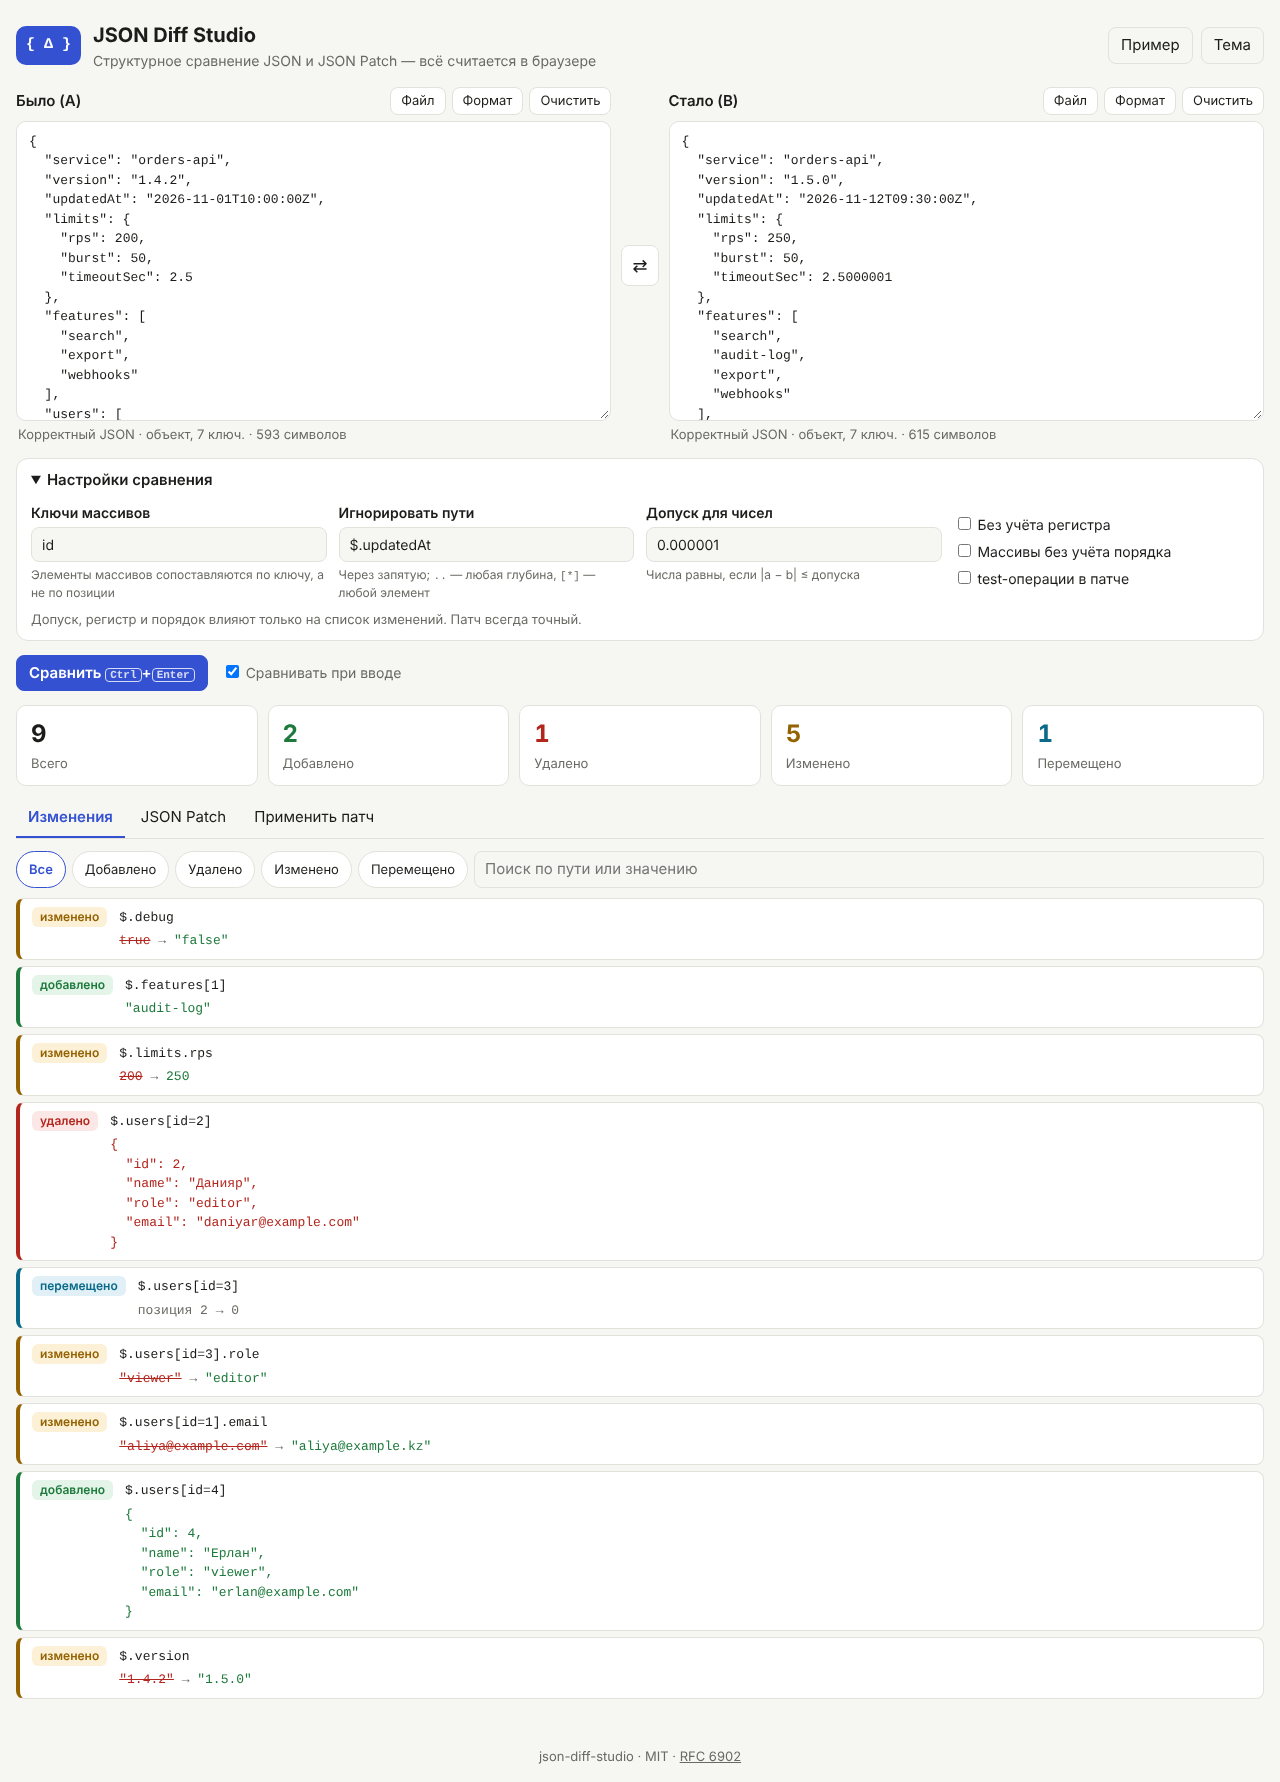 { Δ }
JSON Diff Studio
Структурное сравнение JSON и JSON Patch — всё считается в браузере
Пример
Тема
Было (A)
Файл
Формат
Очистить
{
  "service": "orders-api",
  "version": "1.4.2",
  "updatedAt": "2026-11-01T10:00:00Z",
  "limits": {
    "rps": 200,
    "burst": 50,
    "timeoutSec": 2.5
  },
  "features": [
    "search",
    "export",
    "webhooks"
  ],
  "users": [
Корректный JSON · объект, 7 ключ. · 593 символов
⇄
Стало (B)
Файл
Формат
Очистить
{
  "service": "orders-api",
  "version": "1.5.0",
  "updatedAt": "2026-11-12T09:30:00Z",
  "limits": {
    "rps": 250,
    "burst": 50,
    "timeoutSec": 2.5000001
  },
  "features": [
    "search",
    "audit-log",
    "export",
    "webhooks"
  ],
Корректный JSON · объект, 7 ключ. · 615 символов
▼ Настройки сравнения
Ключи массивов
id
Элементы массивов сопоставляются по ключу, а
не по позиции
Игнорировать пути
$.updatedAt
Через запятую; .. — любая глубина, [*] —
любой элемент
Допуск для чисел
0.000001
Числа равны, если |a − b| ≤ допуска
Без учёта регистра
Массивы без учёта порядка
test-операции в патче
Допуск, регистр и порядок влияют только на список изменений. Патч всегда точный.
Сравнить Ctrl+Enter
Сравнивать при вводе
9
Всего
2
Добавлено
1
Удалено
5
Изменено
1
Перемещено
Изменения
JSON Patch
Применить патч
Все
Добавлено
Удалено
Изменено
Перемещено
Поиск по пути или значению
изменено $.debug
true → "false"
добавлено $.features[1]
"audit-log"
изменено $.limits.rps
200 → 250
удалено $.users[id=2]
{
  "id": 2,
  "name": "Данияр",
  "role": "editor",
  "email": "daniyar@example.com"
}
перемещено $.users[id=3]
позиция 2 → 0
изменено $.users[id=3].role
"viewer" → "editor"
изменено $.users[id=1].email
"aliya@example.com" → "aliya@example.kz"
добавлено $.users[id=4]
{
  "id": 4,
  "name": "Ерлан",
  "role": "viewer",
  "email": "erlan@example.com"
}
изменено $.version
"1.4.2" → "1.5.0"
json-diff-studio · MIT · RFC 6902